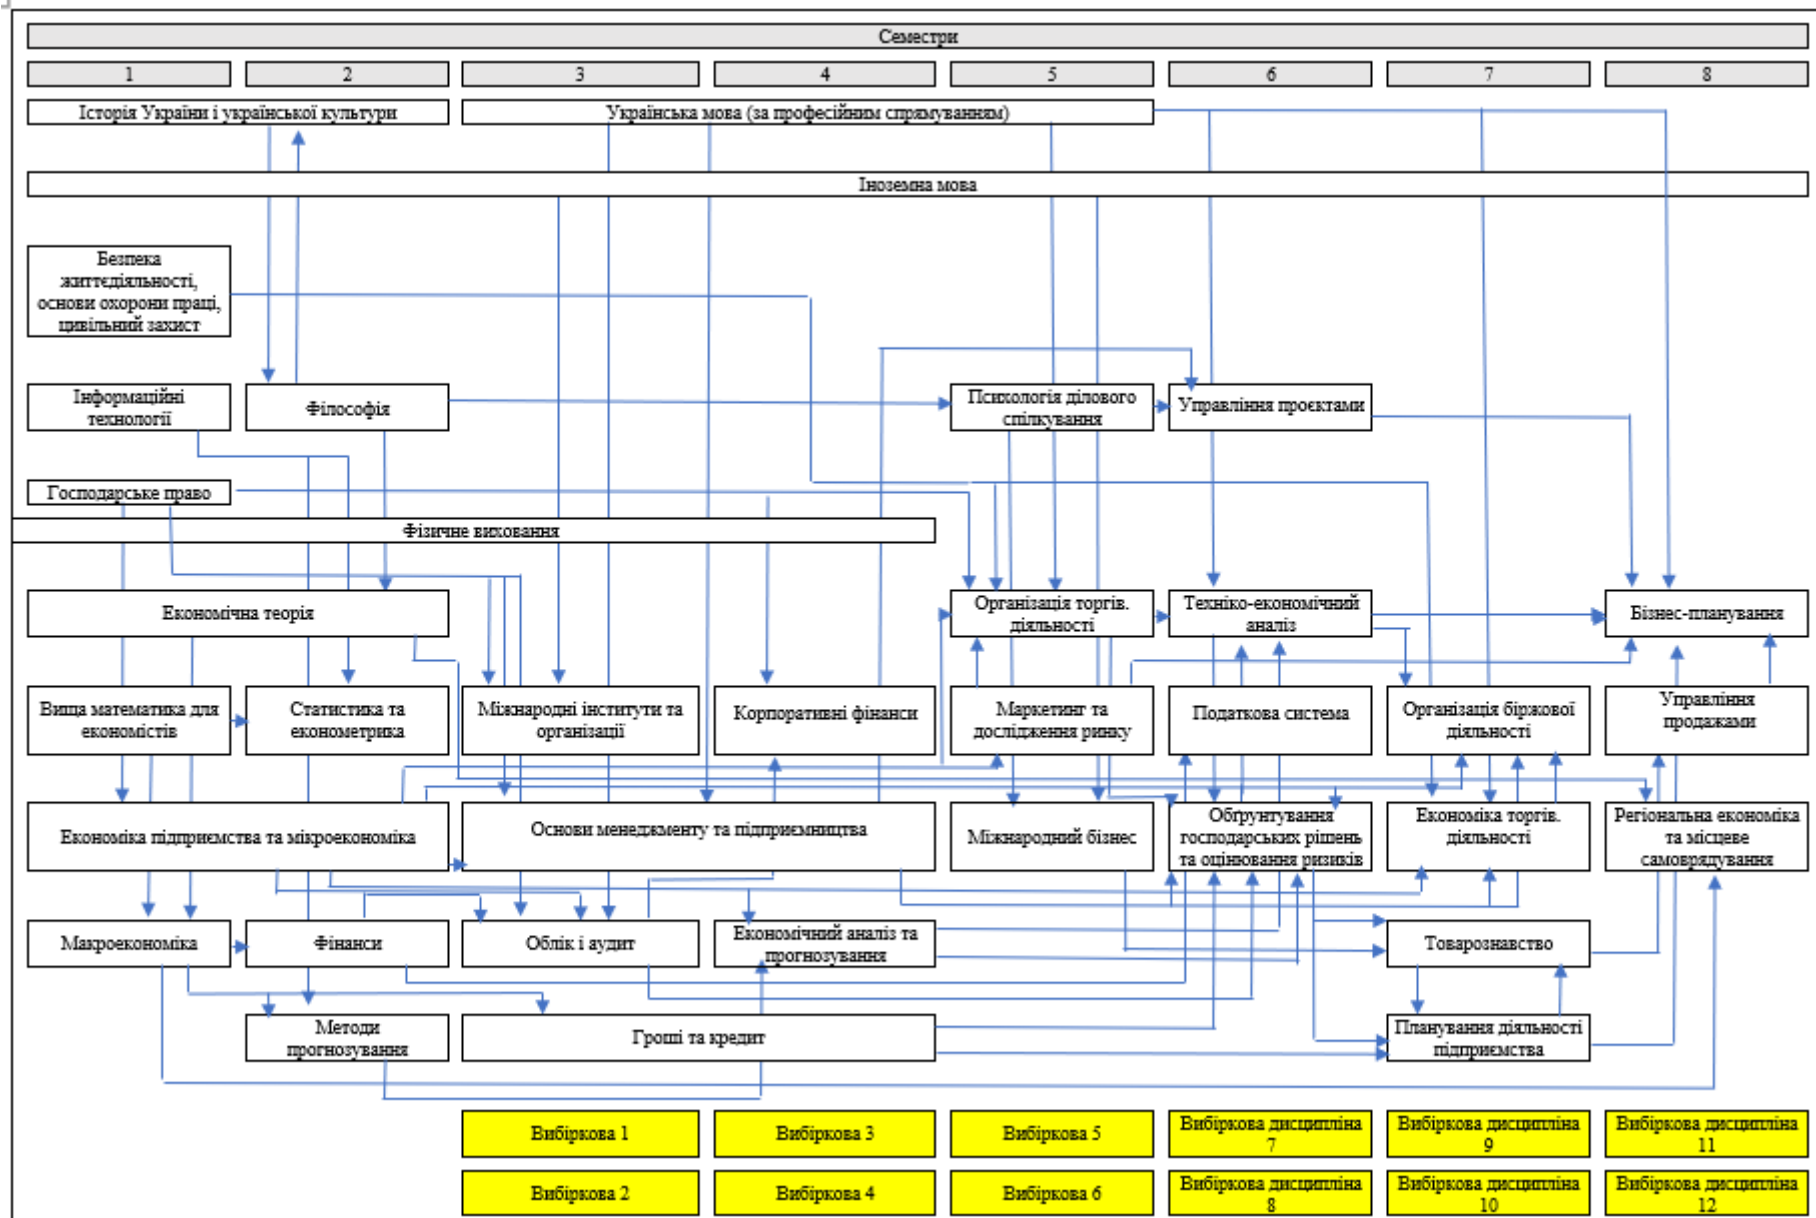 Семестри
1
2
3
4
5
6
7
8
Історія України і української культури
Українська мова (за професійним спрямуванням)
Іноземна мова
Безпека
життєдіяльності,
основи охорони праці,
цивільний захист
Інформаційні
технології
Філософія
Психологія ділового
спілкування
Управління проєктами
Господарське право
Фізичне виховання
Економічна теорія
Організація торгів.
діяльності
Техніко-економічний
аналіз
Бізнес-планування
Вища математика для
економістів
Статистика та
економетрика
Міжнародні інститути та
організації
Корпоративні фінанси
Маркетинг та
дослідження ринку
Податкова система
Організація біржової
діяльності
Управління
продажами
Економіка підприємства та мікроекономіка
Основи менеджменту та підприємництва
Міжнародний бізнес
Обґрунтування
господарських рішень
та оцінювання ризиків
Економіка торгів.
діяльності
Регіональна економіка
та місцеве
самоврядування
Макроекономіка
Фінанси
Облік і аудит
Економічний аналіз та
прогнозування
Товарознавство
Методи
прогнозування
Гроші та кредит
Планування діяльності
підприємства
Вибіркова 1
Вибіркова 3
Вибіркова 5
Вибіркова дисципліна
7
Вибіркова дисципліна
9
Вибіркова дисципліна
11
Вибіркова 2
Вибіркова 4
Вибіркова 6
Вибіркова дисципліна
8
Вибіркова дисципліна
10
Вибіркова дисципліна
12